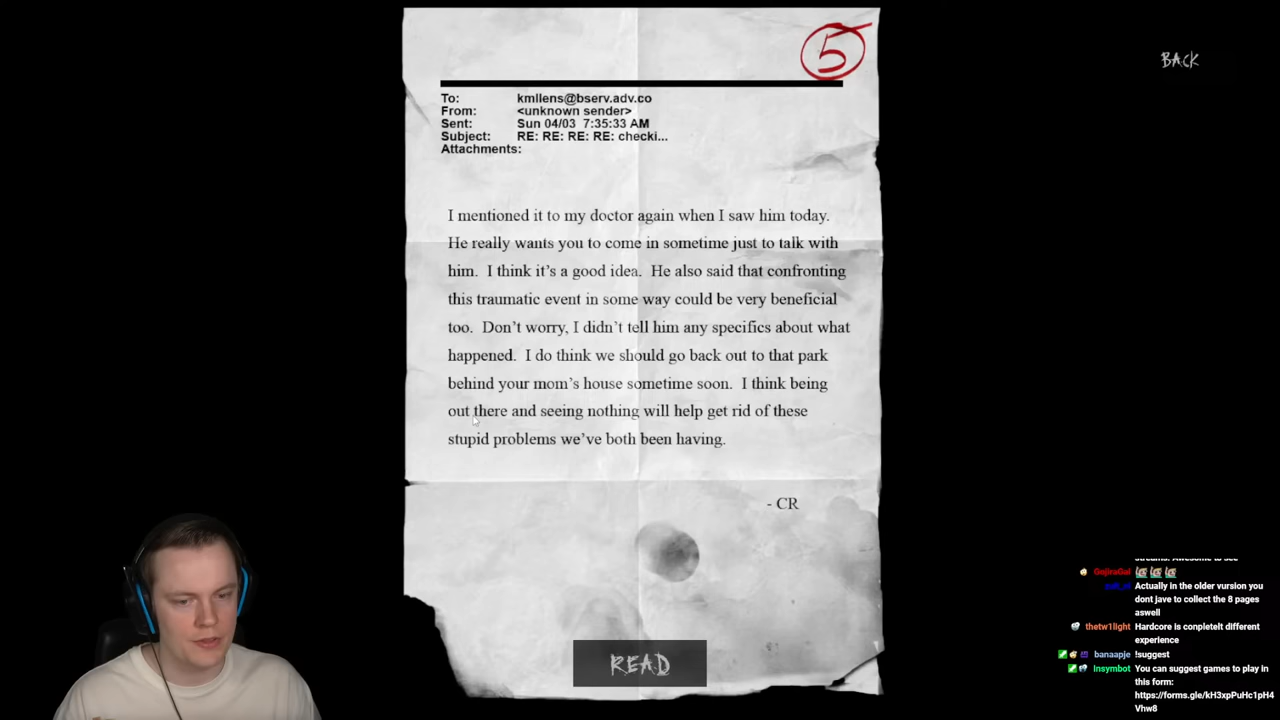 5
BACK
To: kmllens@bserv.adv.co
From: <unknown sender>
Sent: Sun 04/03 7:35:33 AM
Subject: RE: RE: RE: RE: checki...
Attachments:
I mentioned it to my doctor again when I saw him today.
He really wants you to come in sometime just to talk with
him. I think it's a good idea. He also said that confronting
this traumatic event in some way could be very beneficial
too. Don't worry, I didn't tell him any specifics about what
happened. I do think we should go back out to that park
behind your mom's house sometime soon. I think being
out there and seeing nothing will help get rid of these
stupid problems we've both been having.
- CR
READ
GojiraGal
Actually in the older vursion you
dont jave to collect the 8 pages
aswell
thetw1light Hardcore is conpletelt different
experience
banaapje !suggest
Insymbot You can suggest games to play in
this form:
https://forms.gle/kH3xpPuHc1pH4
Vhw8